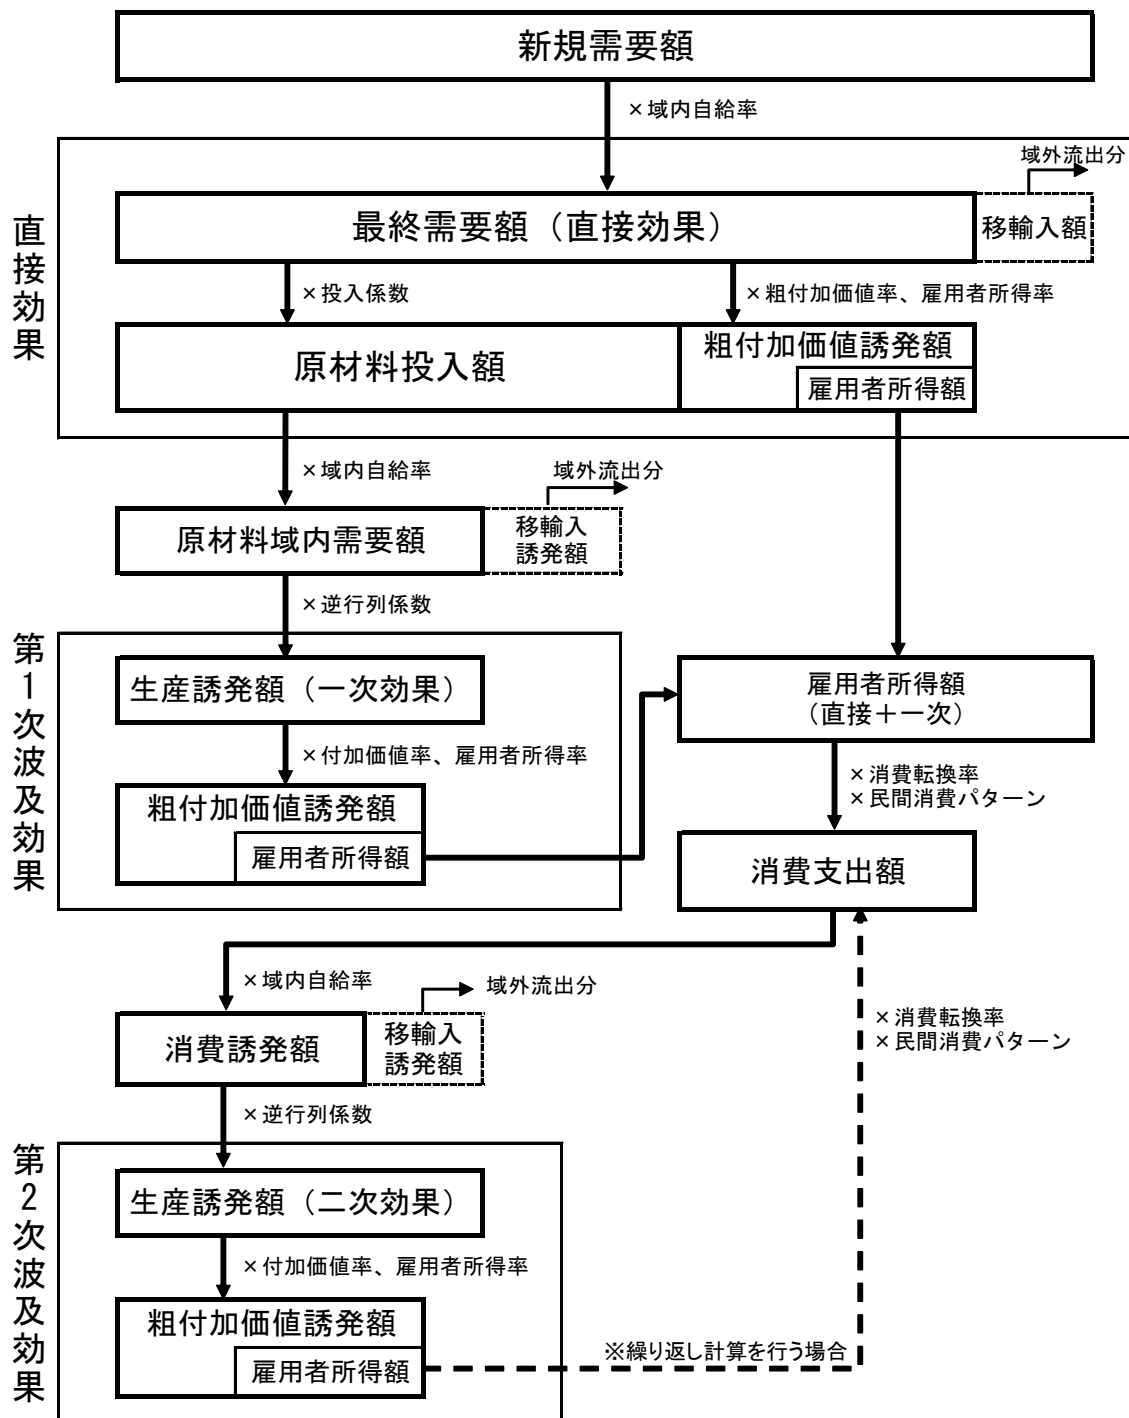 新規需要額
×域内自給率
域外流出分
直接効果
最終需要額（直接効果）
移輸入額
×投入係数
×粗付加価値率、雇用者所得率
原材料投入額
粗付加価値誘発額
雇用者所得額
×域内自給率
域外流出分
原材料域内需要額
移輸入
誘発額
×逆行列係数
第1次波及効果
生産誘発額（一次効果）
雇用者所得額
（直接＋一次）
×付加価値率、雇用者所得率
×消費転換率
×民間消費パターン
粗付加価値誘発額
雇用者所得額
消費支出額
×域内自給率
域外流出分
消費誘発額
移輸入
誘発額
×消費転換率
×民間消費パターン
×逆行列係数
第2次波及効果
生産誘発額（二次効果）
×付加価値率、雇用者所得率
粗付加価値誘発額
雇用者所得額
※繰り返し計算を行う場合